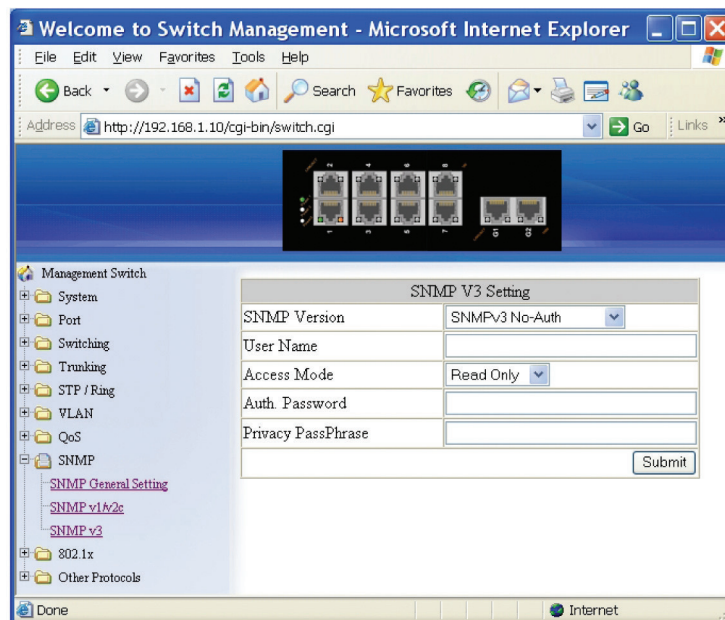 Welcome to Switch Management - Microsoft Internet Explorer
File Edit View Favorites Tools Help
Back Search Favorites
Address http://192.168.1.10/cgi-bin/switch.cgi Go Links »
2 4 6 8
1 3 5 7 G1 G2
Management Switch
System
Port
Switching
Trunking
STP / Ring
VLAN
QoS
SNMP
SNMP General Setting
SNMP v1/v2c
SNMP v3
802.1x
Other Protocols
SNMP V3 Setting
SNMP Version SNMPv3 No-Auth
User Name
Access Mode Read Only
Auth. Password
Privacy PassPhrase
Submit
Done Internet